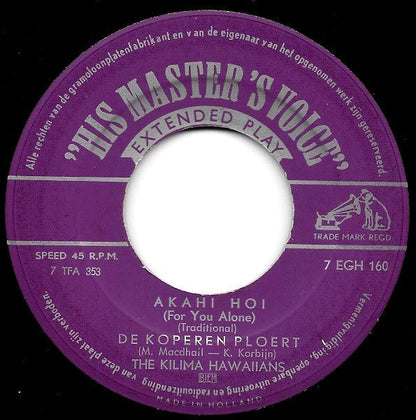 Alle rechten van de gramofoonplatenfabrikant en v an de eigenaar van het opgenomen werk zijn gereserveerd.
"HIS MASTER'S VOICE"
EXTENDED PLAY
TRADE MARK REGD
SPEED 45 R.P.M.
7 TFA 353
7 EGH 160
AKAHI HOI
(For You Alone)
(Traditional)
DE KOPEREN PLOERT
(M. Macdhail — K. Korbijn)
THE KILIMA HAWAIIANS
BIEM
MADE IN HOLLAND
Vermenigvuldiging, openbare uitvoering en radiouitzending van deze plaat zijn verboden.